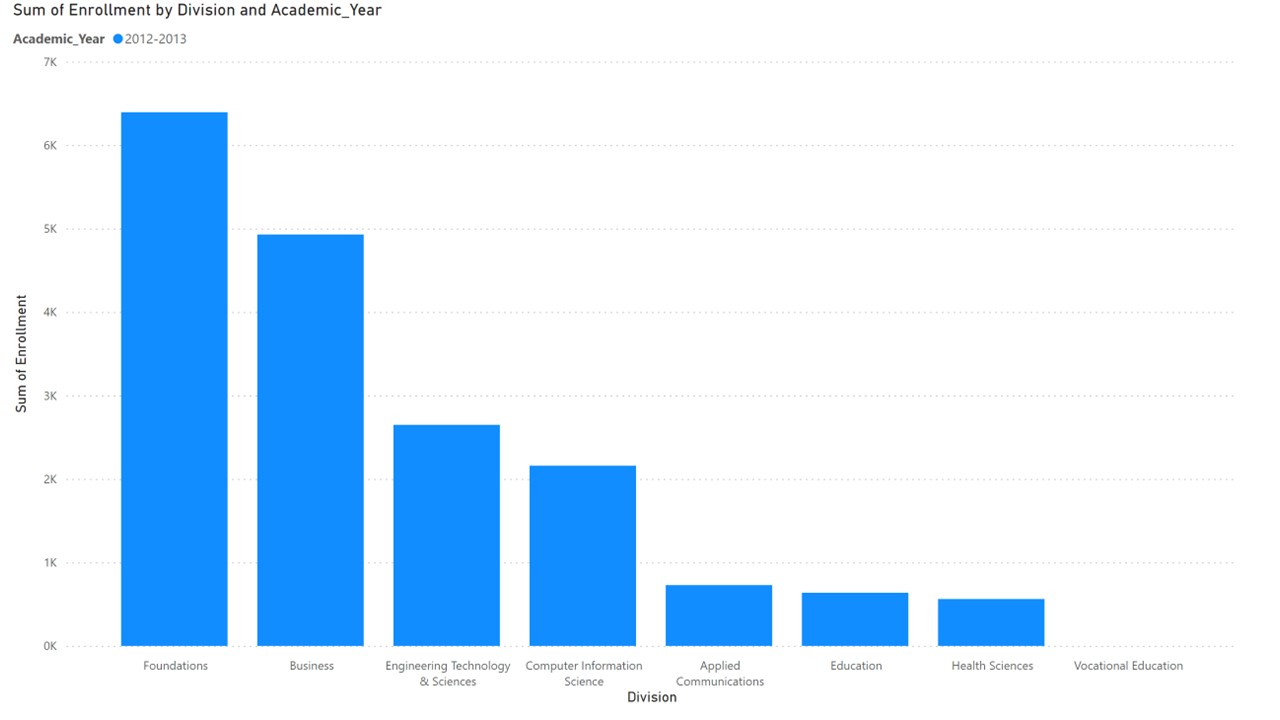 Sum of Enrollment by Division and Academic_Year
Academic_Year 2012-2013
7K
6K
5K
4K
3K
2K
1K
0K
Sum of Enrollment
Foundations
Business
Engineering Technology
& Sciences
Computer Information
Science
Applied
Communications
Education
Health Sciences
Vocational Education
Division